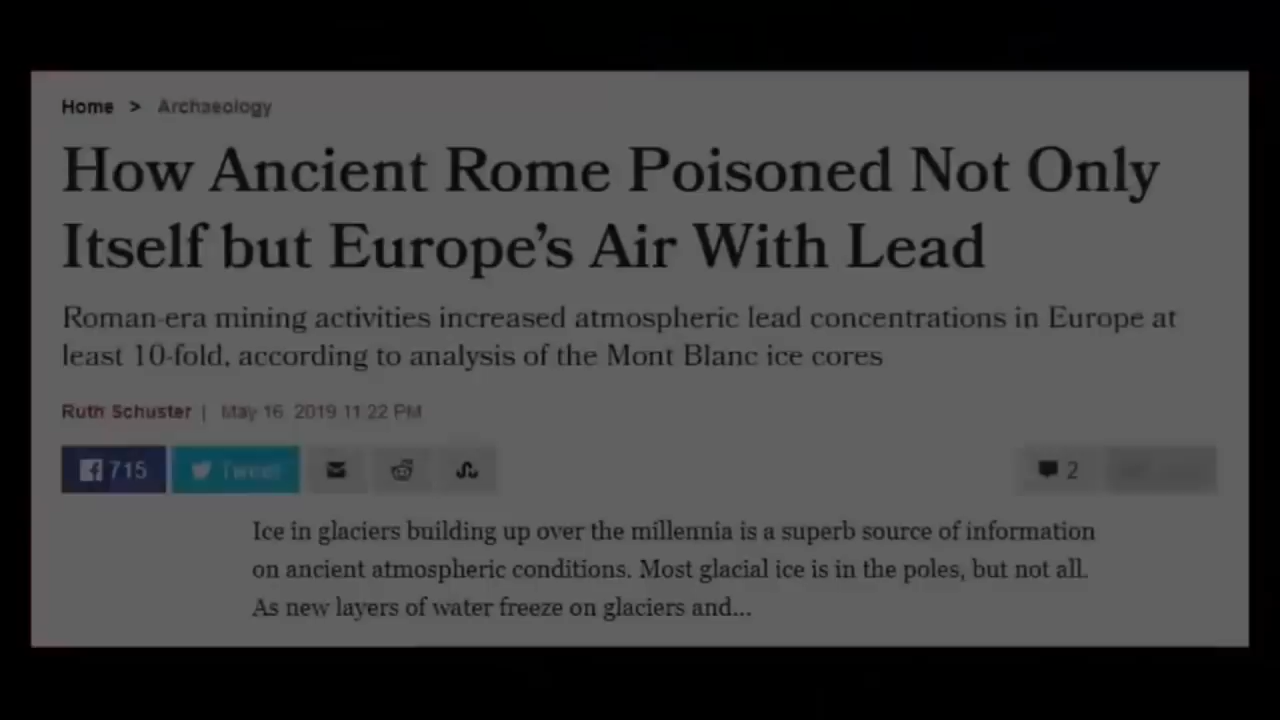 Home > Archaeology
How Ancient Rome Poisoned Not Only
Itself but Europe's Air With Lead
Roman-era mining activities increased atmospheric lead concentrations in Europe at
least 10-fold, according to analysis of the Mont Blanc ice cores
Ruth Schuster | May 16, 2019 11:22 PM
715 Tweet 2
Ice in glaciers building up over the millennia is a superb source of information
on ancient atmospheric conditions. Most glacial ice is in the poles, but not all.
As new layers of water freeze on glaciers and...